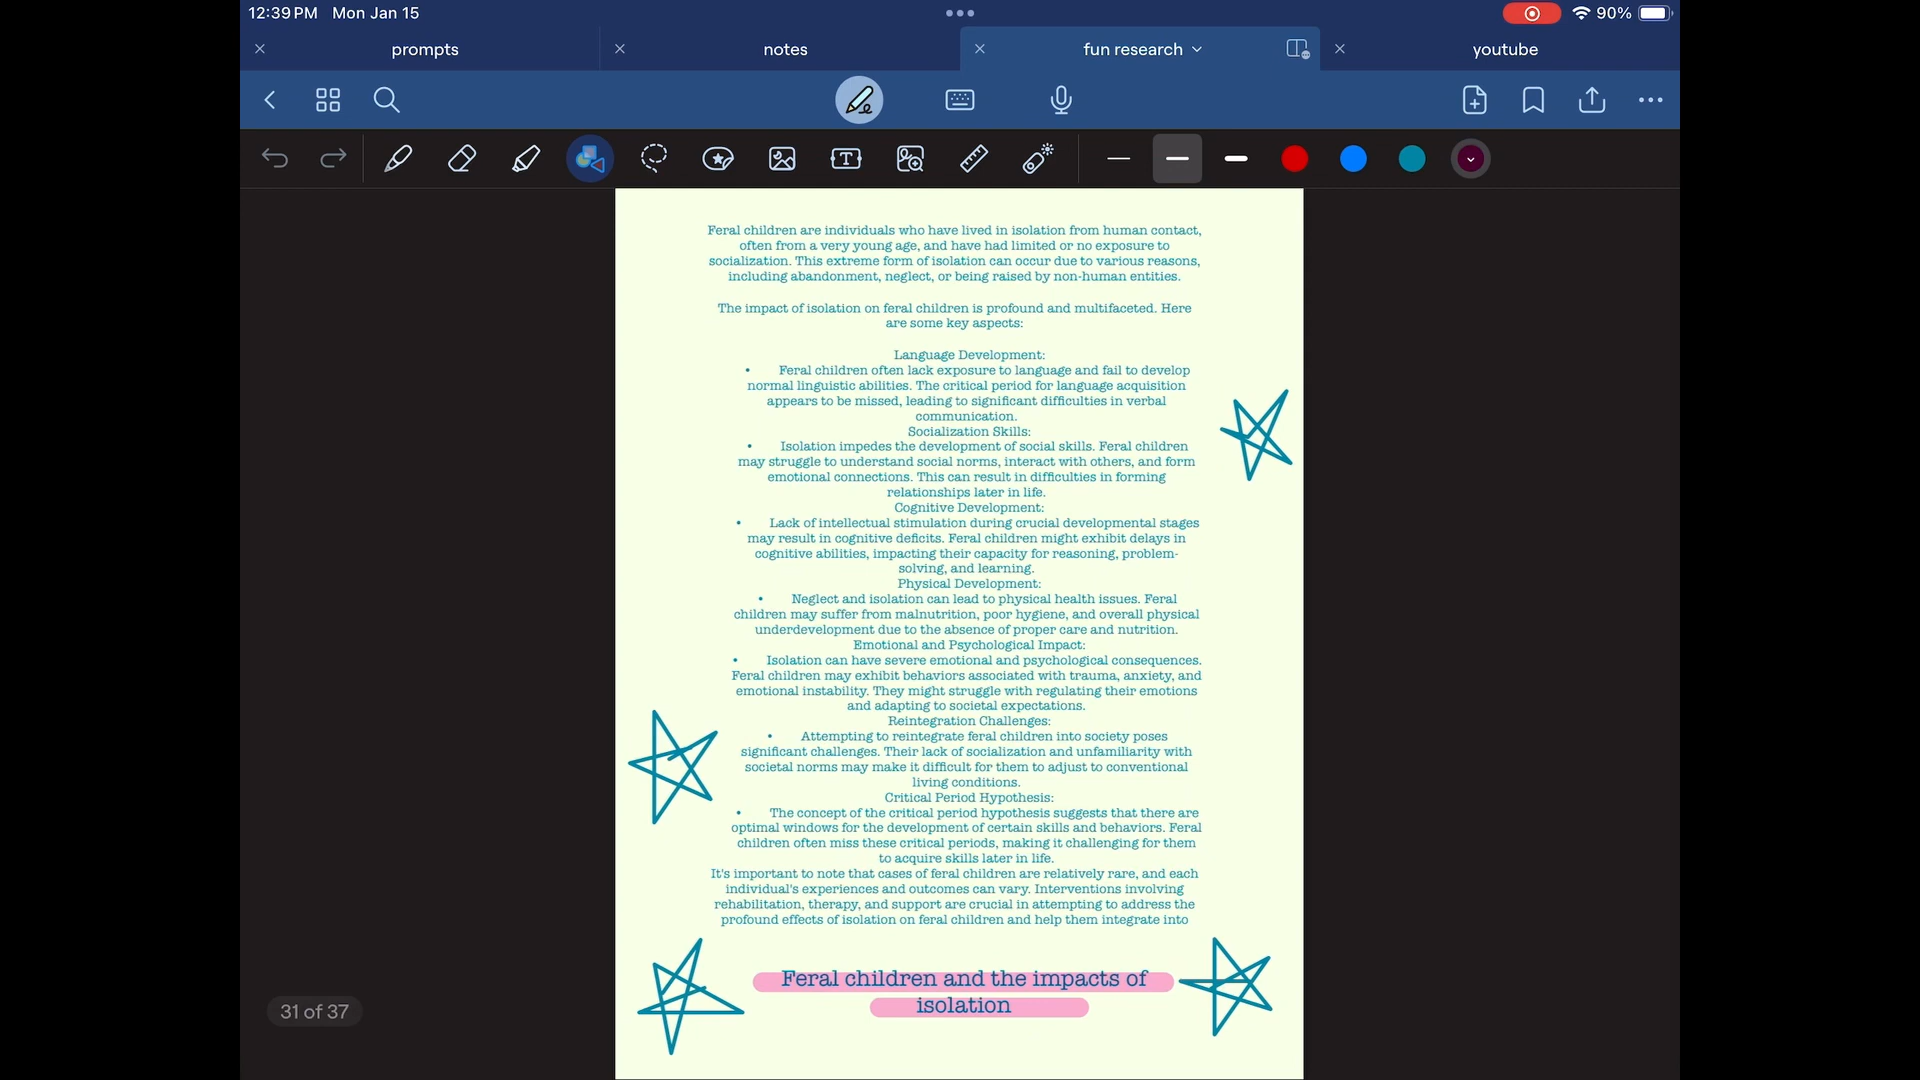 12:39 PM Mon Jan 15
90%
prompts
notes
fun research
youtube
Feral children are individuals who have lived in isolation from human contact,
often from a very young age, and have had limited or no exposure to
socialization. This extreme form of isolation can occur due to various reasons,
including abandonment, neglect, or being raised by non-human entities.
The impact of isolation on feral children is profound and multifaceted. Here
are some key aspects:
Language Development:
• Feral children often lack exposure to language and fail to develop
normal linguistic abilities. The critical period for language acquisition
appears to be missed, leading to significant difficulties in verbal
communication.
Socialization Skills:
• Isolation impedes the development of social skills. Feral children
may struggle to understand social norms, interact with others, and form
emotional connections. This can result in difficulties in forming
relationships later in life.
Cognitive Development:
• Lack of intellectual stimulation during crucial developmental stages
may result in cognitive deficits. Feral children might exhibit delays in
cognitive abilities, impacting their capacity for reasoning, problem-
solving, and learning.
Physical Development:
• Neglect and isolation can lead to physical health issues. Feral
children may suffer from malnutrition, poor hygiene, and overall physical
underdevelopment due to the absence of proper care and nutrition.
Emotional and Psychological Impact:
• Isolation can have severe emotional and psychological consequences.
Feral children may exhibit behaviors associated with trauma, anxiety, and
emotional instability. They might struggle with regulating their emotions
and adapting to societal expectations.
Reintegration Challenges:
• Attempting to reintegrate feral children into society poses
significant challenges. Their lack of socialization and unfamiliarity with
societal norms may make it difficult for them to adjust to conventional
living conditions.
Critical Period Hypothesis:
• The concept of the critical period hypothesis suggests that there are
optimal windows for the development of certain skills and behaviors. Feral
children often miss these critical periods, making it challenging for them
to acquire skills later in life.
It's important to note that cases of feral children are relatively rare, and each
individual's experiences and outcomes can vary. Interventions involving
rehabilitation, therapy, and support are crucial in attempting to address the
profound effects of isolation on feral children and help them integrate into
Feral children and the impacts of
isolation
31 of 37